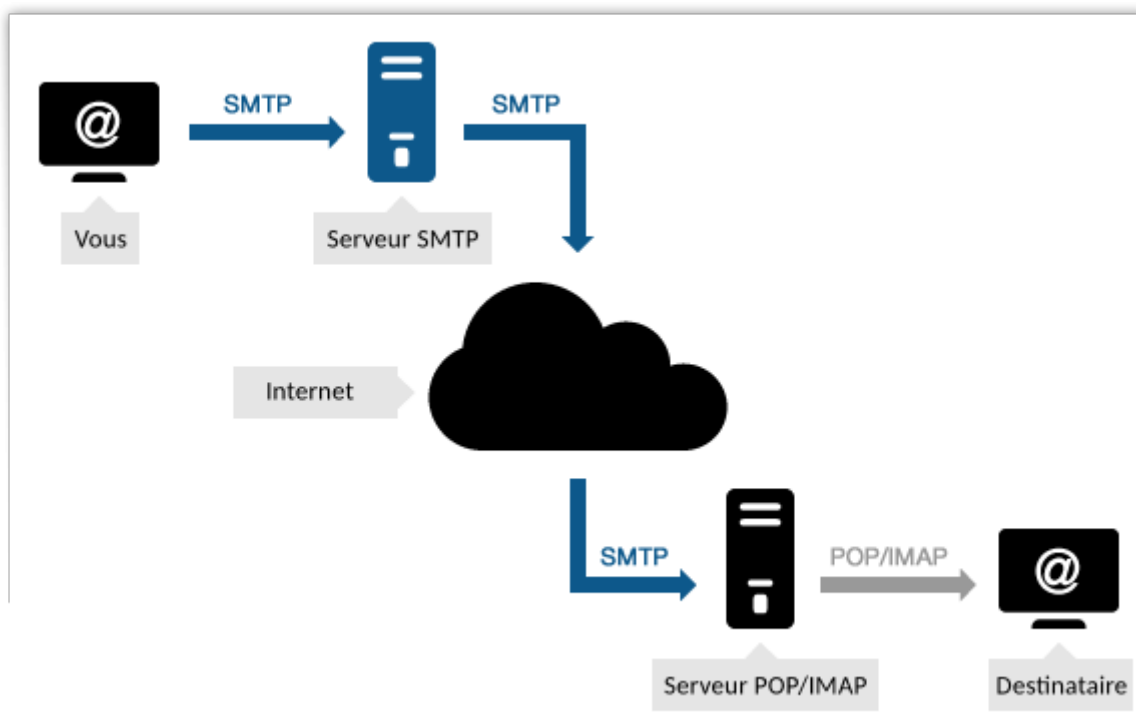 SMTP
SMTP
@
Vous
Serveur SMTP
Internet
SMTP
POP/IMAP
@
Serveur POP/IMAP
Destinataire